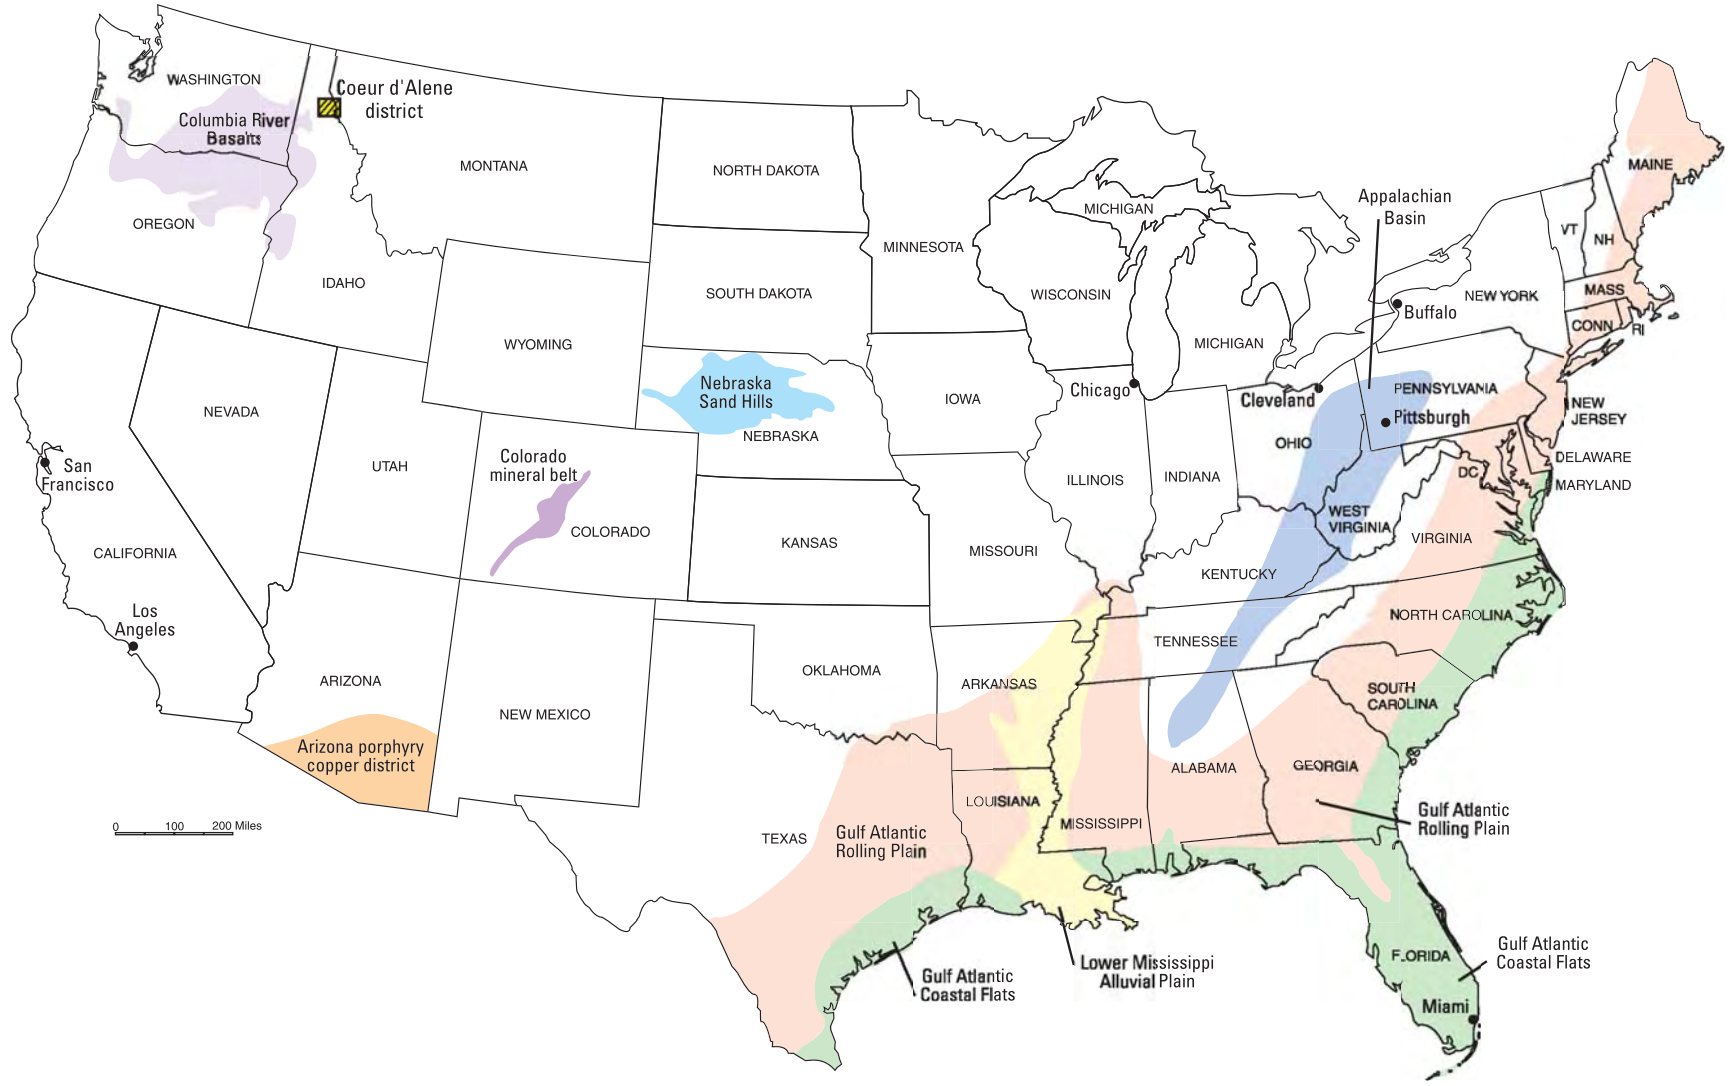 WASHINGTON
Coeur d'Alene
district
Columbia River
Basalts
MONTANA
NORTH DAKOTA
MINNESOTA
MICHIGAN
Appalachian
Basin
MAINE
VT
NH
OREGON
IDAHO
SOUTH DAKOTA
WISCONSIN
NEW YORK
MASS
Buffalo
CONN
RI
WYOMING
MICHIGAN
Nebraska
Sand Hills
NEBRASKA
IOWA
Chicago
Cleveland
PENNSYLVANIA
Pittsburgh
NEW
JERSEY
NEVADA
UTAH
OHIO
DELAWARE
MARYLAND
DC
San
Francisco
Colorado
mineral belt
COLORADO
ILLINOIS
INDIANA
WEST
VIRGINIA
VIRGINIA
CALIFORNIA
KANSAS
MISSOURI
KENTUCKY
Los
Angeles
NORTH CAROLINA
TENNESSEE
ARIZONA
NEW MEXICO
OKLAHOMA
ARKANSAS
SOUTH
CAROLINA
Arizona porphyry
copper district
ALABAMA
GEORGIA
LOUISIANA
MISSISSIPPI
Gulf Atlantic
Rolling Plain
0 100 200 Miles
TEXAS
Gulf Atlantic
Rolling Plain
FLORIDA
Gulf Atlantic
Coastal Flats
Lower Mississippi
Alluvial Plain
Gulf Atlantic
Coastal Flats
Miami